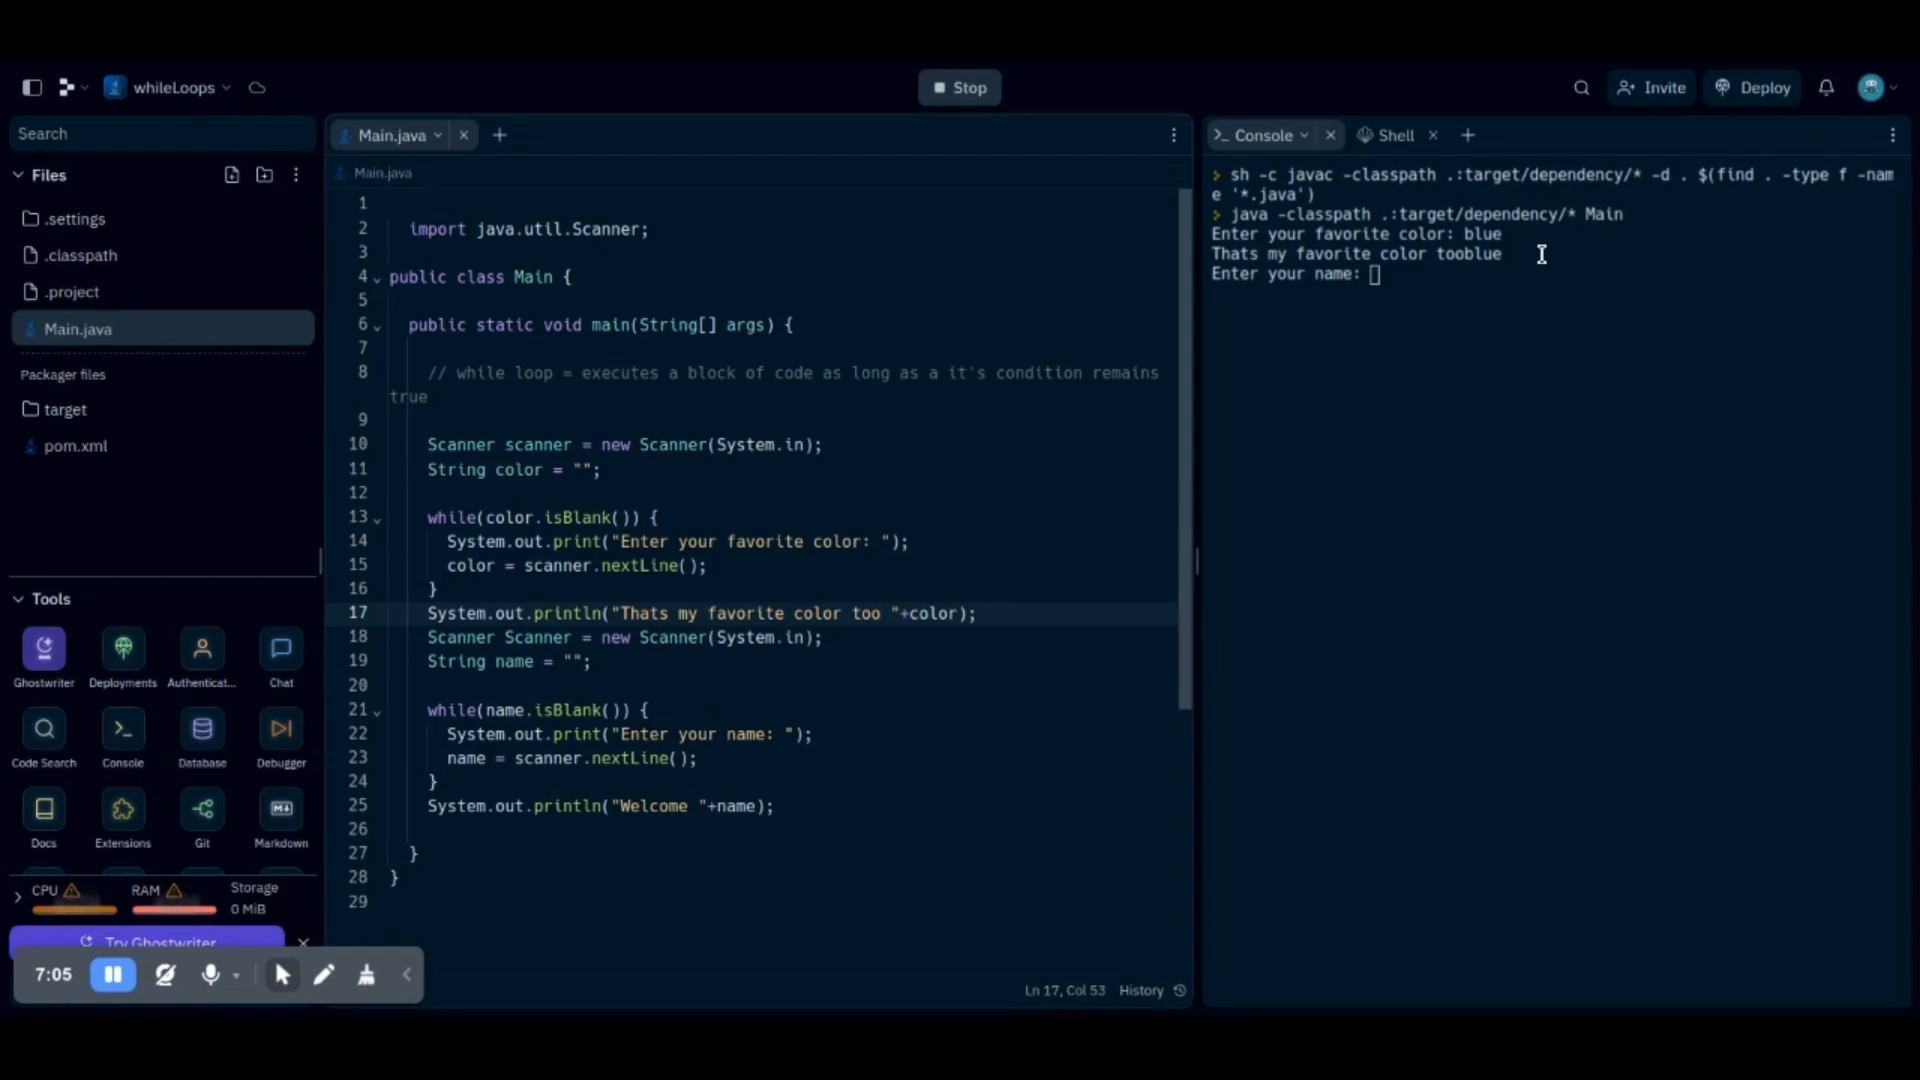 whileLoops
Stop
Invite
Deploy
Search
Files
.settings
.classpath
.project
Main.java
Packager files
target
pom.xml
Tools
Ghostwriter
Deployments
Authenticat...
Chat
Code Search
Console
Database
Debugger
Docs
Extensions
Git
Markdown
CPU
RAM
Storage
0 MiB
Try Ghostwriter
7:05
Main.java
Main.java
1
2 import java.util.Scanner;
3
4 public class Main {
5
6 public static void main(String[] args) {
7
8 // while loop = executes a block of code as long as a it's condition remains
true
9
10 Scanner scanner = new Scanner(System.in);
11 String color = "";
12
13 while(color.isBlank()) {
14 System.out.print("Enter your favorite color: ");
15 color = scanner.nextLine();
16 }
17 System.out.println("Thats my favorite color too "+color);
18 Scanner Scanner = new Scanner(System.in);
19 String name = "";
20
21 while(name.isBlank()) {
22 System.out.print("Enter your name: ");
23 name = scanner.nextLine();
24 }
25 System.out.println("Welcome "+name);
26
27 }
28 }
29
Ln 17, Col 53 History
Console
Shell
sh -c javac -classpath .:target/dependency/* -d . $(find . -type f -nam
e '*.java')
java -classpath .:target/dependency/* Main
Enter your favorite color: blue
Thats my favorite color tooblue
Enter your name: